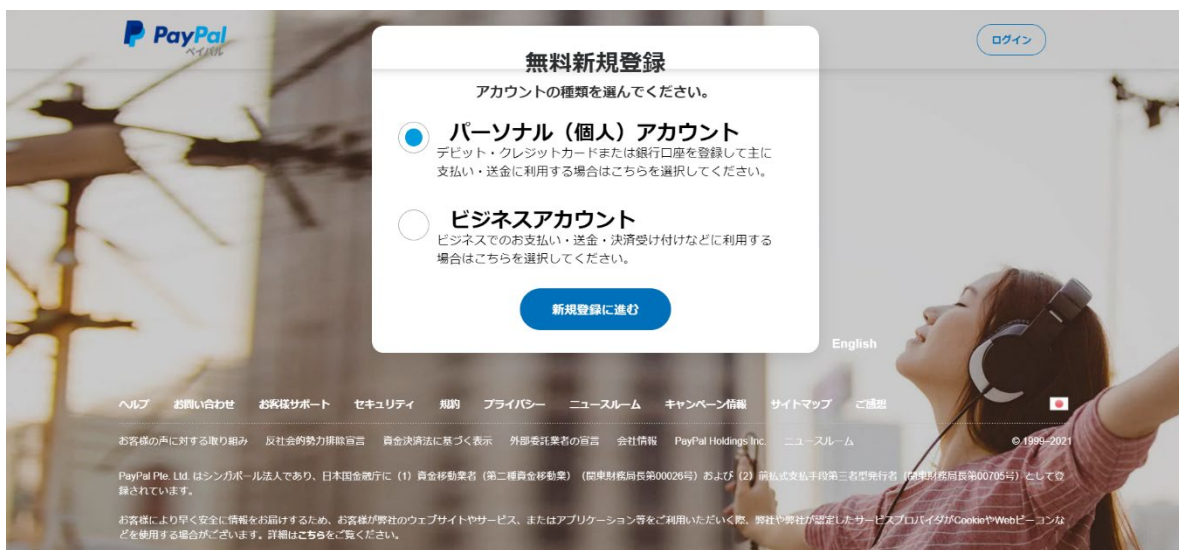 PayPal
ペイパル
ログイン
無料新規登録
アカウントの種類を選んでください。
パーソナル（個人）アカウント
デビット・クレジットカードまたは銀行口座を登録して主に
支払い・送金に利用する場合はこちらを選択してください。
ビジネスアカウント
ビジネスでのお支払い・送金・決済受け付けなどに利用する
場合はこちらを選択してください。
新規登録に進む
English
ヘルプ お問い合わせ お客様サポート セキュリティ 規約 プライバシー ニュースルーム キャンペーン情報 サイトマップ ご感想
お客様の声に対する取り組み 反社会的勢力排除宣言 資金決済法に基づく表示 外部委託業者の宣言 会社情報 PayPal Holdings Inc. ニュースルーム © 1999–2021
PayPal Pte. Ltd. はシンガポール法人であり、日本国金融庁に（1）資金移動業者（第二種資金移動業）（関東財務局長第00026号）および（2）前払式支払手段第三者型発行者（関東財務局長第00705号）として登
録されています。
お客様により早く安全に情報をお届けするため、お客様が弊社のウェブサイトやサービス、またはアプリケーション等をご利用いただいく際、弊社や弊社が認定したサービスプロバイダがCookieやWebビーコンな
どを使用する場合がございます。詳細はこちらをご覧ください。